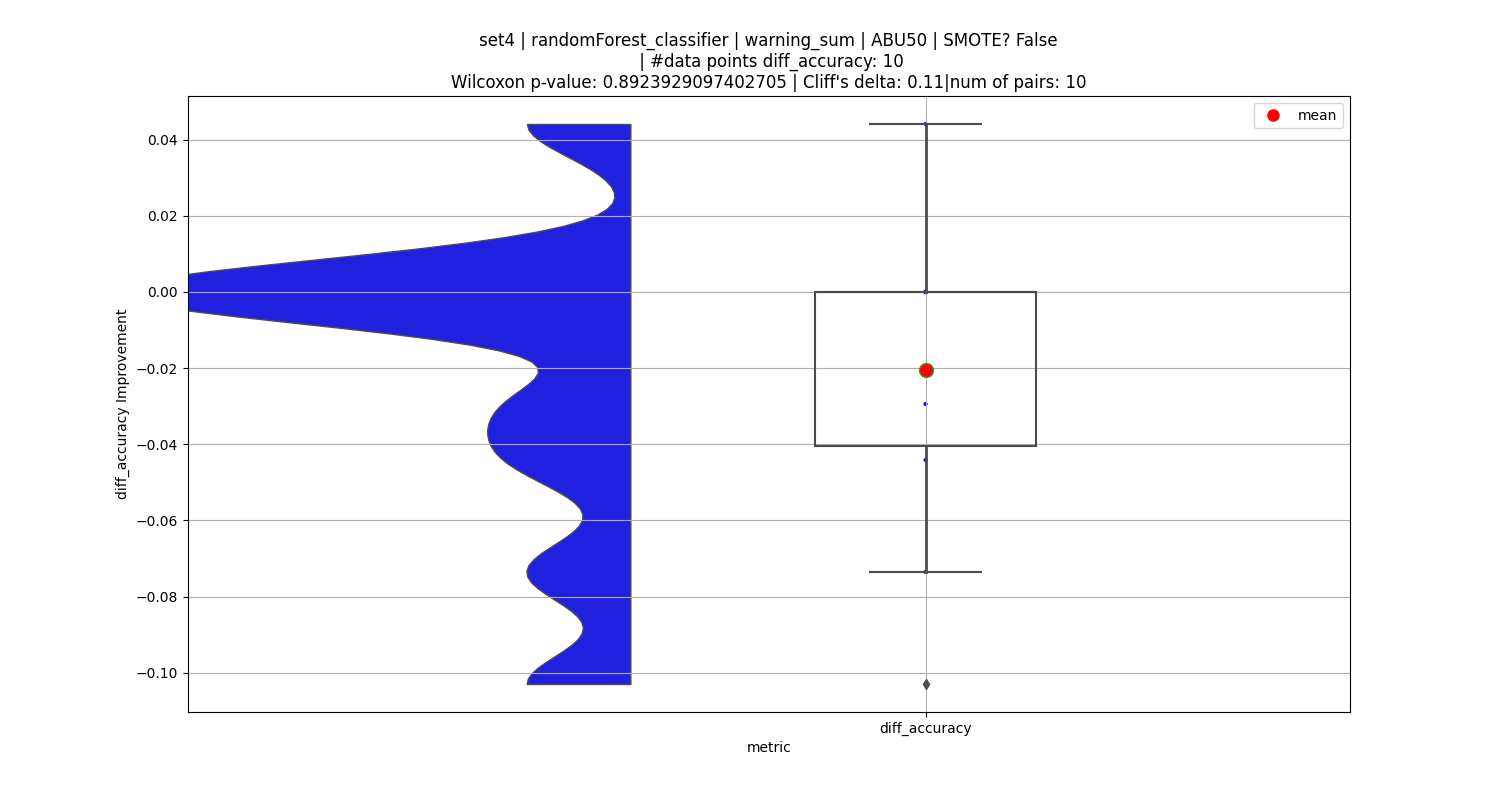 set4 | randomForest_classifier | warning_sum | ABU50 | SMOTE? False
| #data points diff_accuracy: 10
Wilcoxon p-value: 0.8923929097402705 | Cliff's delta: 0.11|num of pairs: 10
mean
0.04
0.02
0.00
−0.02
−0.04
−0.06
−0.08
−0.10
diff_accuracy Improvement
diff_accuracy
metric